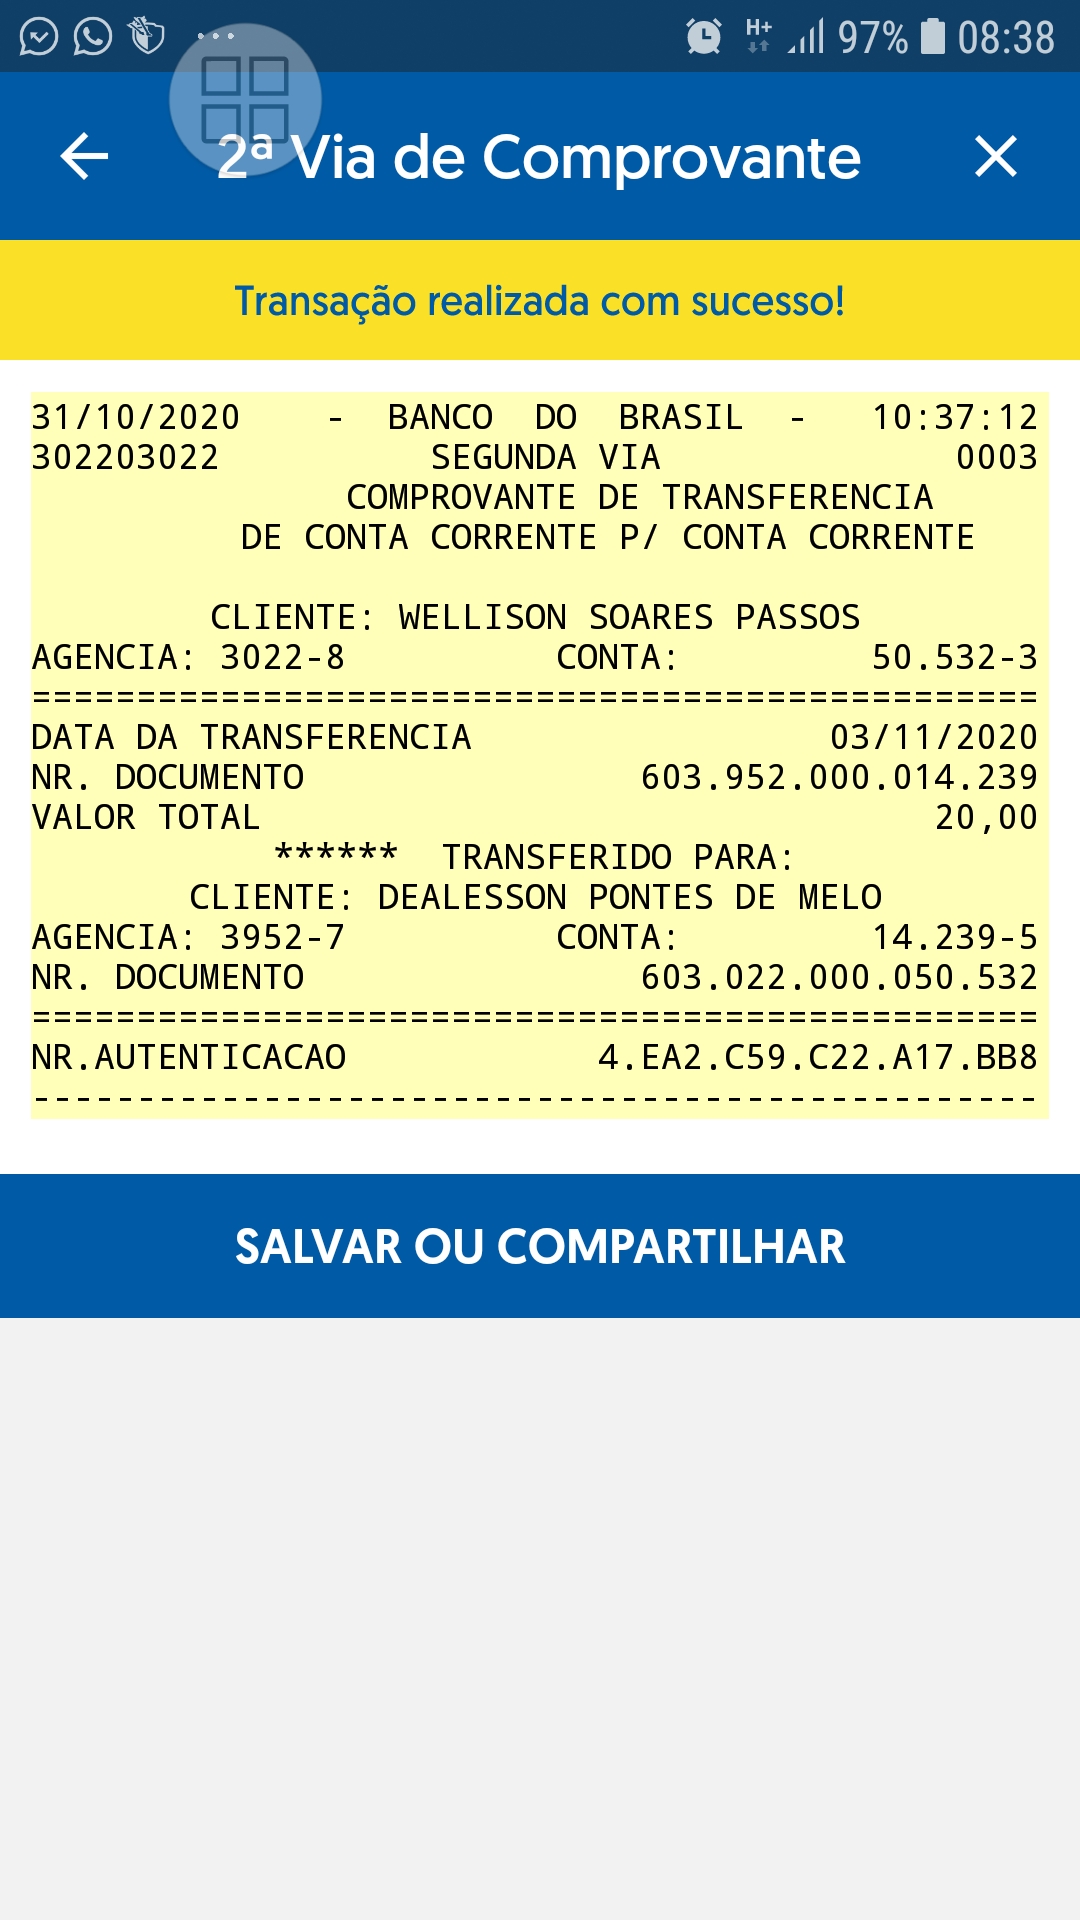 97% 08:38
H+
2ª Via de Comprovante
Transação realizada com sucesso!
31/10/2020 - BANCO DO BRASIL - 10:37:12
302203022 SEGUNDA VIA 0003
COMPROVANTE DE TRANSFERENCIA
DE CONTA CORRENTE P/ CONTA CORRENTE
CLIENTE: WELLISON SOARES PASSOS
AGENCIA: 3022-8 CONTA: 50.532-3
================================================
DATA DA TRANSFERENCIA 03/11/2020
NR. DOCUMENTO 603.952.000.014.239
VALOR TOTAL 20,00
****** TRANSFERIDO PARA:
CLIENTE: DEALESSON PONTES DE MELO
AGENCIA: 3952-7 CONTA: 14.239-5
NR. DOCUMENTO 603.022.000.050.532
================================================
NR.AUTENTICACAO 4.EA2.C59.C22.A17.BB8
------------------------------------------------
SALVAR OU COMPARTILHAR